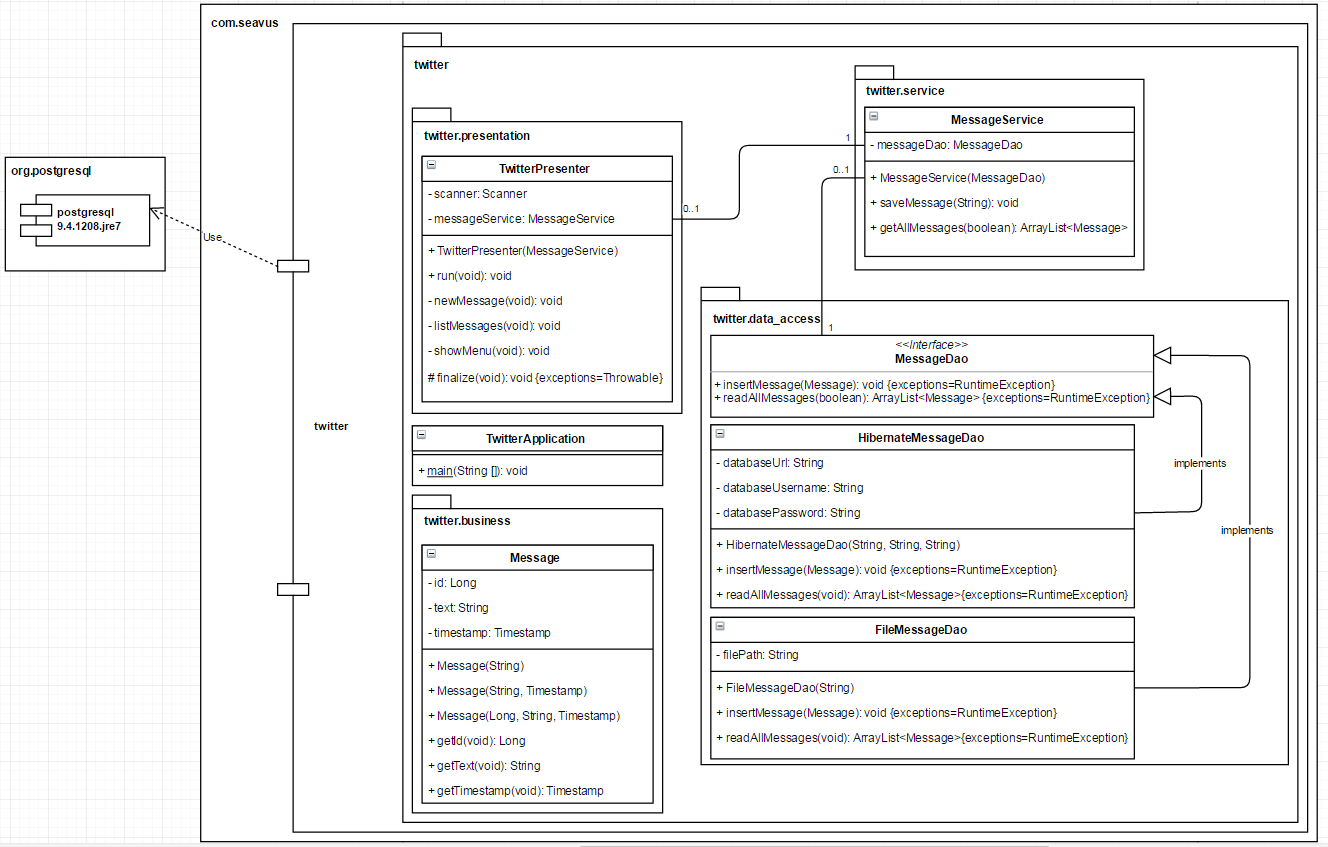 com.seavus
org.postgresql
postgresql
9.4.1208.jre7
Use
twitter
twitter
twitter.presentation
TwitterPresenter
- scanner: Scanner
- messageService: MessageService
+ TwitterPresenter(MessageService)
+ run(void): void
- newMessage(void): void
- listMessages(void): void
- showMenu(void): void
# finalize(void): void {exceptions=Throwable}
0..1
1
twitter.service
MessageService
- messageDao: MessageDao
+ MessageService(MessageDao)
+ saveMessage(String): void
+ getAllMessages(boolean): ArrayList<Message>
0..1
1
TwitterApplication
+ main(String []): void
twitter.business
Message
- id: Long
- text: String
- timestamp: Timestamp
+ Message(String)
+ Message(String, Timestamp)
+ Message(Long, String, Timestamp)
+ getId(void): Long
+ getText(void): String
+ getTimestamp(void): Timestamp
twitter.data_access
<<Interface>>
MessageDao
+ insertMessage(Message): void {exceptions=RuntimeException}
+ readAllMessages(boolean): ArrayList<Message> {exceptions=RuntimeException}
HibernateMessageDao
- databaseUrl: String
- databaseUsername: String
- databasePassword: String
+ HibernateMessageDao(String, String, String)
+ insertMessage(Message): void {exceptions=RuntimeException}
+ readAllMessages(void): ArrayList<Message>{exceptions=RuntimeException}
implements
FileMessageDao
- filePath: String
+ FileMessageDao(String)
+ insertMessage(Message): void {exceptions=RuntimeException}
+ readAllMessages(void): ArrayList<Message>{exceptions=RuntimeException}
implements